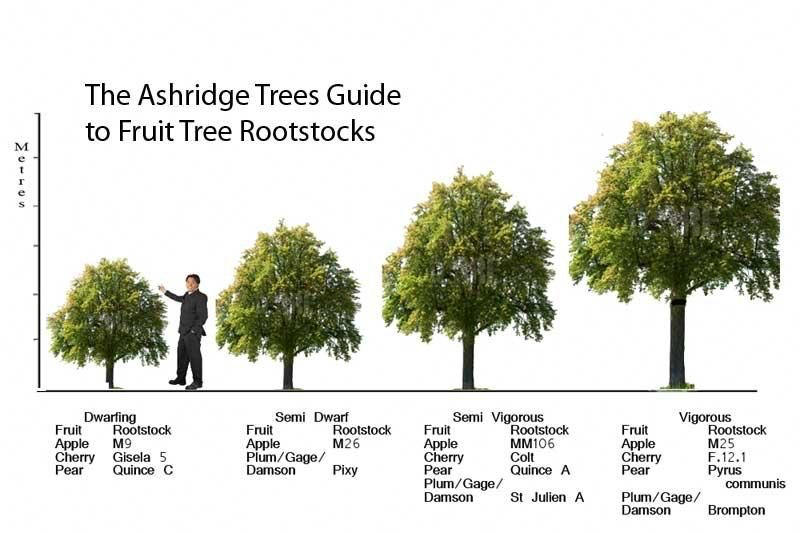 The Ashridge Trees Guide
to Fruit Tree Rootstocks
Metres
Dwarfing
Fruit Rootstock
Apple M9
Cherry Gisela 5
Pear Quince C
Semi Dwarf
Fruit Rootstock
Apple M26
Plum/Gage/
Damson Pixy
Semi Vigorous
Fruit Rootstock
Apple MM106
Cherry Colt
Pear Quince A
Plum/Gage/
Damson St Julien A
Vigorous
Fruit Rootstock
Apple M25
Cherry F.12.1
Pear Pyrus
communis
Plum/Gage/
Damson Brompton